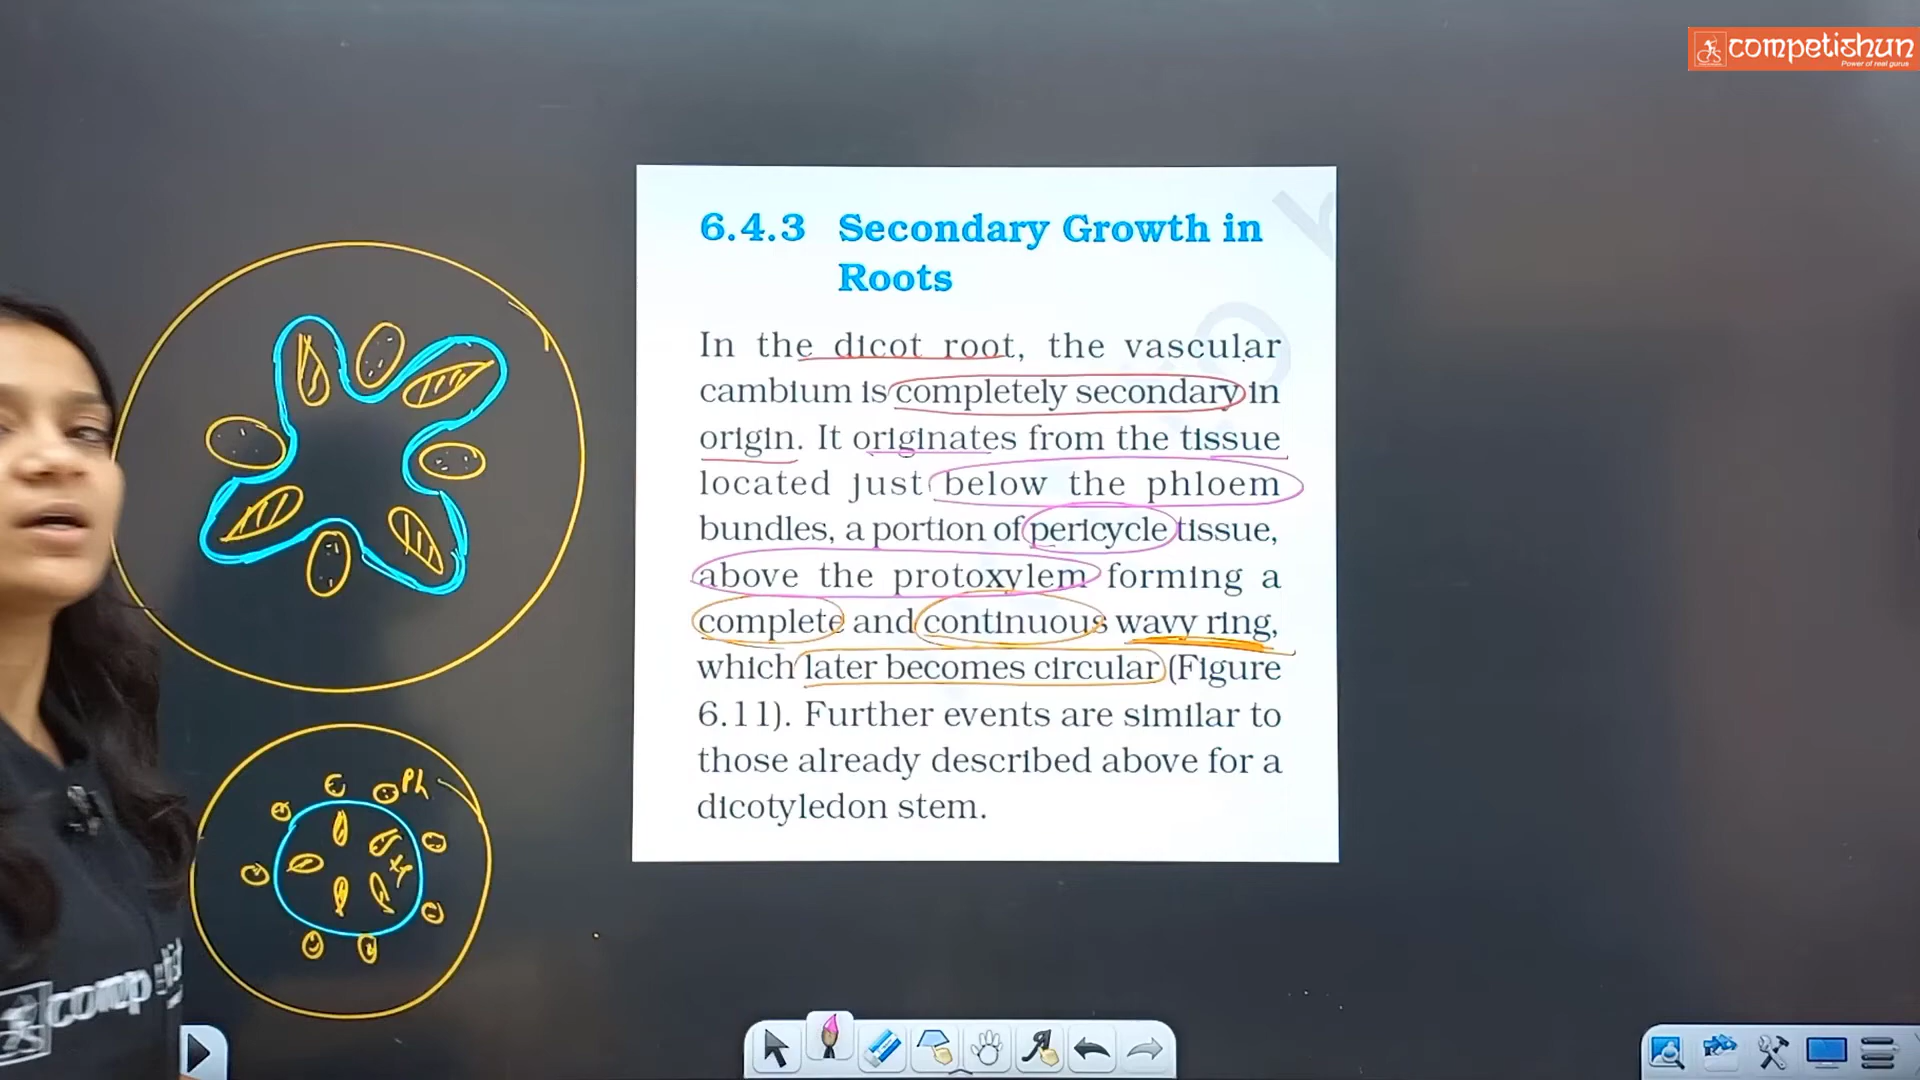 competishun
Power of real gurus
6.4.3 Secondary Growth in
Roots
In the dicot root, the vascular
cambium is completely secondary in
origin. It originates from the tissue
located just below the phloem
bundles, a portion of pericycle tissue,
above the protoxylem forming a
complete and continuous wavy ring,
which later becomes circular (Figure
6.11). Further events are similar to
those already described above for a
dicotyledon stem.
Ph